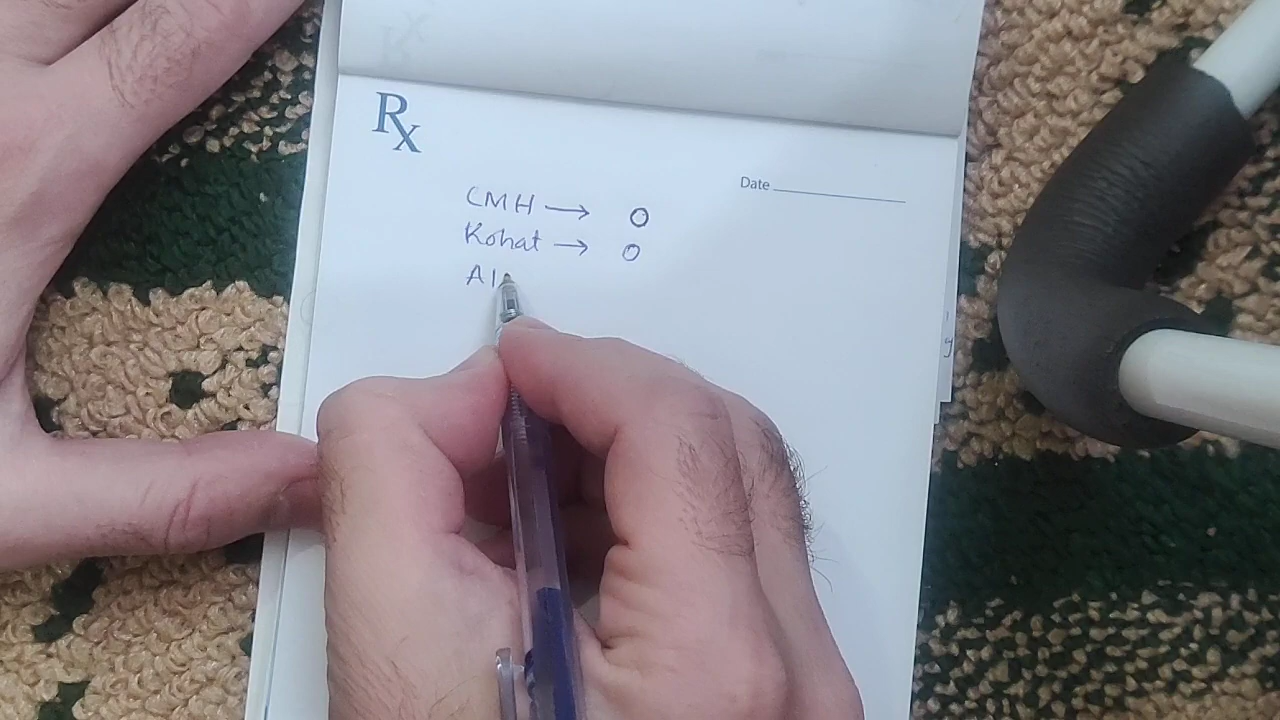 Rx
Date
CMH → 0
Kohat → 0
Al